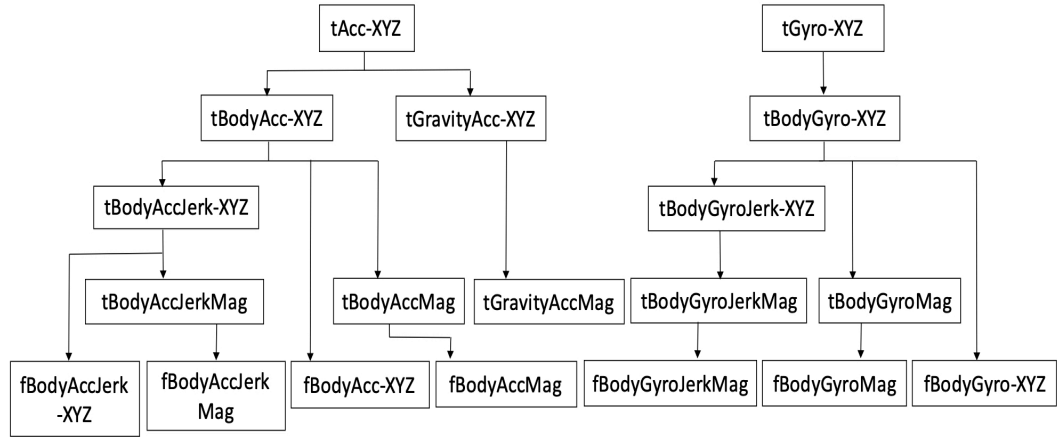 tAcc-XYZ
tGyro-XYZ
tBodyAcc-XYZ
tGravityAcc-XYZ
tBodyGyro-XYZ
tBodyAccJerk-XYZ
tBodyGyroJerk-XYZ
tBodyAccJerkMag
tBodyAccMag
tGravityAccMag
tBodyGyroJerkMag
tBodyGyroMag
fBodyAccJerk
-XYZ
fBodyAccJerk
Mag
fBodyAcc-XYZ
fBodyAccMag
fBodyGyroJerkMag
fBodyGyroMag
fBodyGyro-XYZ